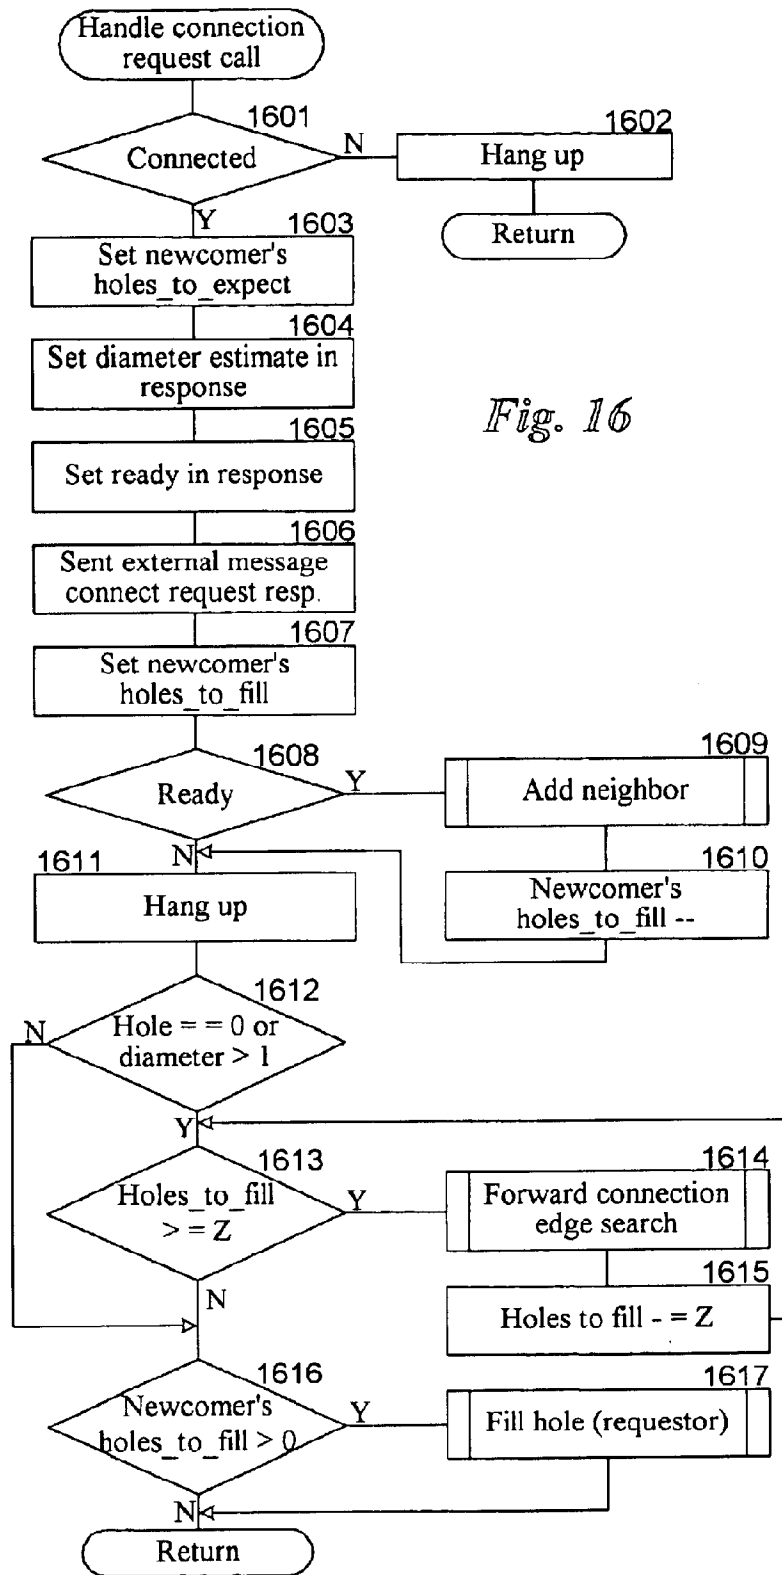 Handle connection
request call
1601
Connected
N
1602
Hang up
Return
Y
1603
Set newcomer's
holes_to_expect
1604
Set diameter estimate in
response
Fig. 16
1605
Set ready in response
1606
Sent external message
connect request resp.
1607
Set newcomer's
holes_to_fill
1608
Ready
Y
1609
Add neighbor
N
1610
Newcomer's
holes_to_fill --
1611
Hang up
1612
N
Hole = = 0 or
diameter > 1
Y
1613
Holes_to_fill
> = Z
Y
1614
Forward connection
edge search
N
1615
Holes to fill - = Z
1616
Newcomer's
holes_to_fill > 0
Y
1617
Fill hole (requestor)
N
Return